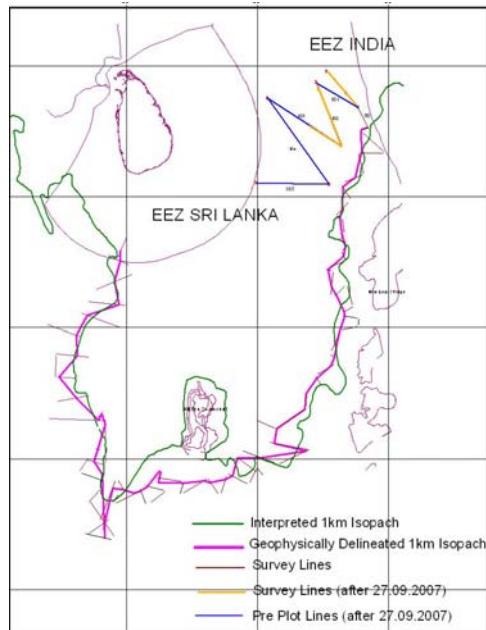 EEZ INDIA
EEZ SRI LANKA
Interpreted 1km Isopach
Geophysically Delineated 1km Isopach
Survey Lines
Survey Lines (after 27.09.2007)
Pre Plot Lines (after 27.09.2007)